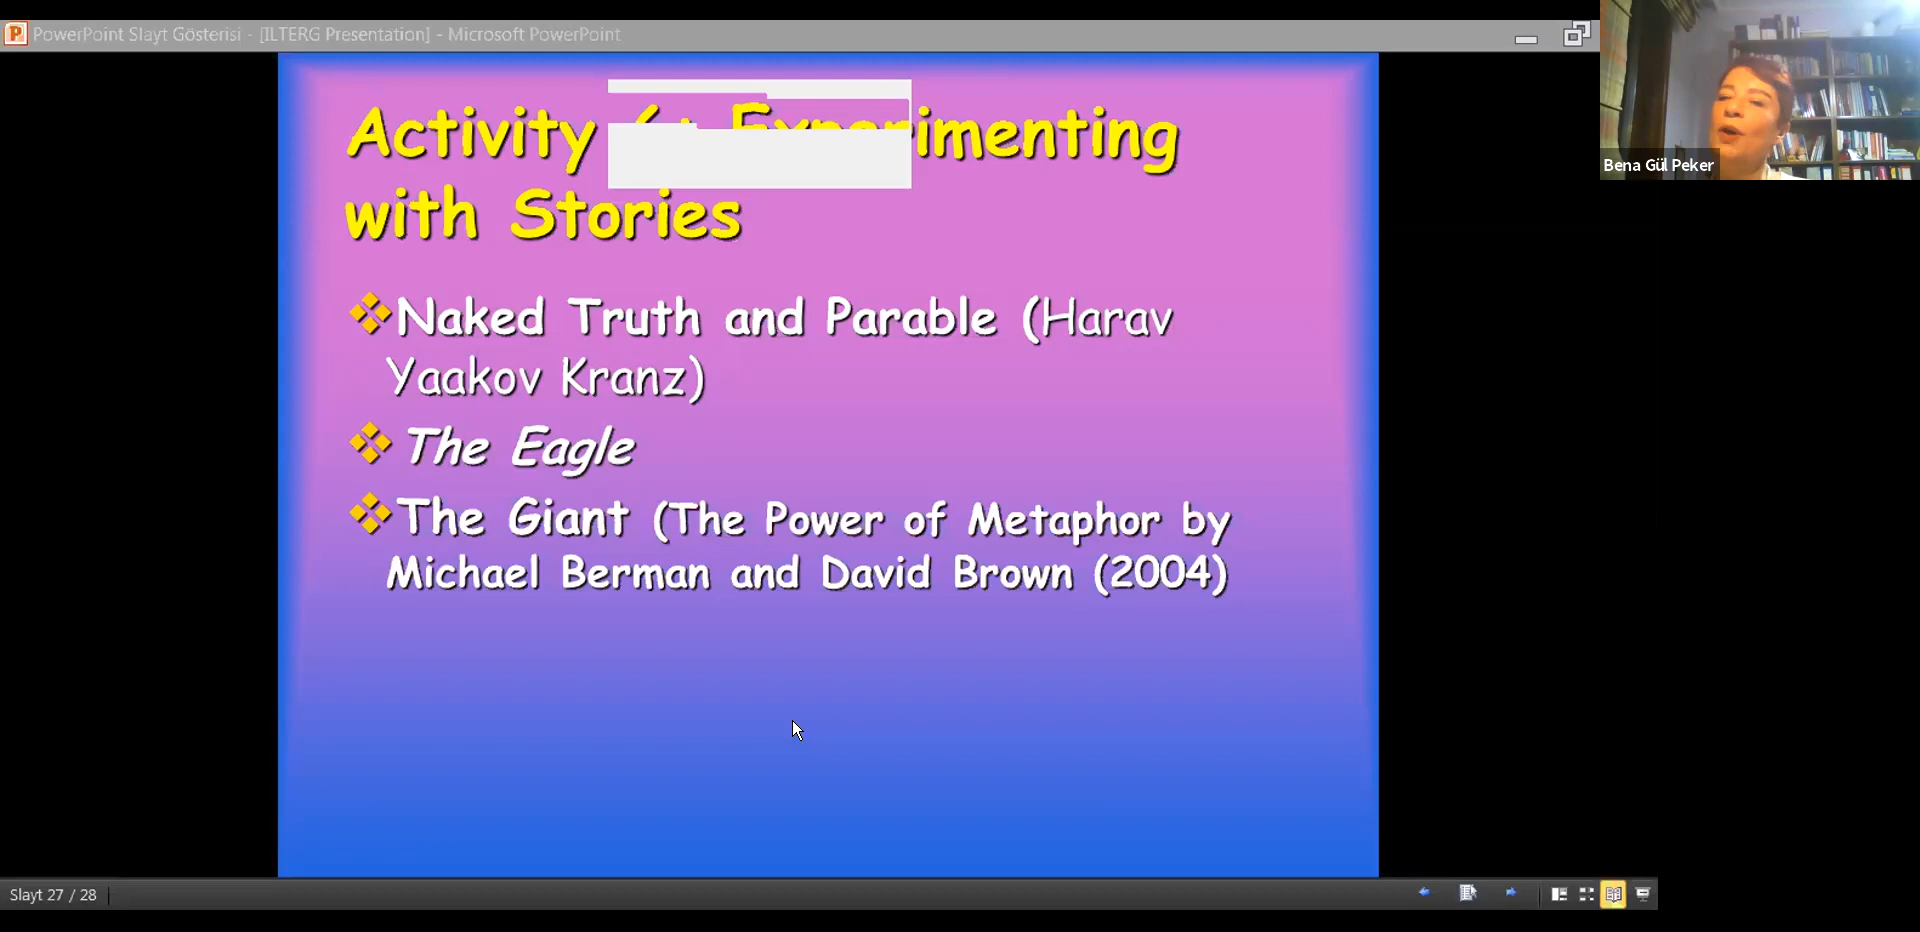 PowerPoint Slayt Gösterisi - [ILTERG Presentation] - Microsoft PowerPoint
Bena Gül Peker
Activity
with Stories
Naked Truth and Parable (Harav
Yaakov Kranz)
The Eagle
The Giant (The Power of Metaphor by
Michael Berman and David Brown (2004)
Slayt 27 / 28